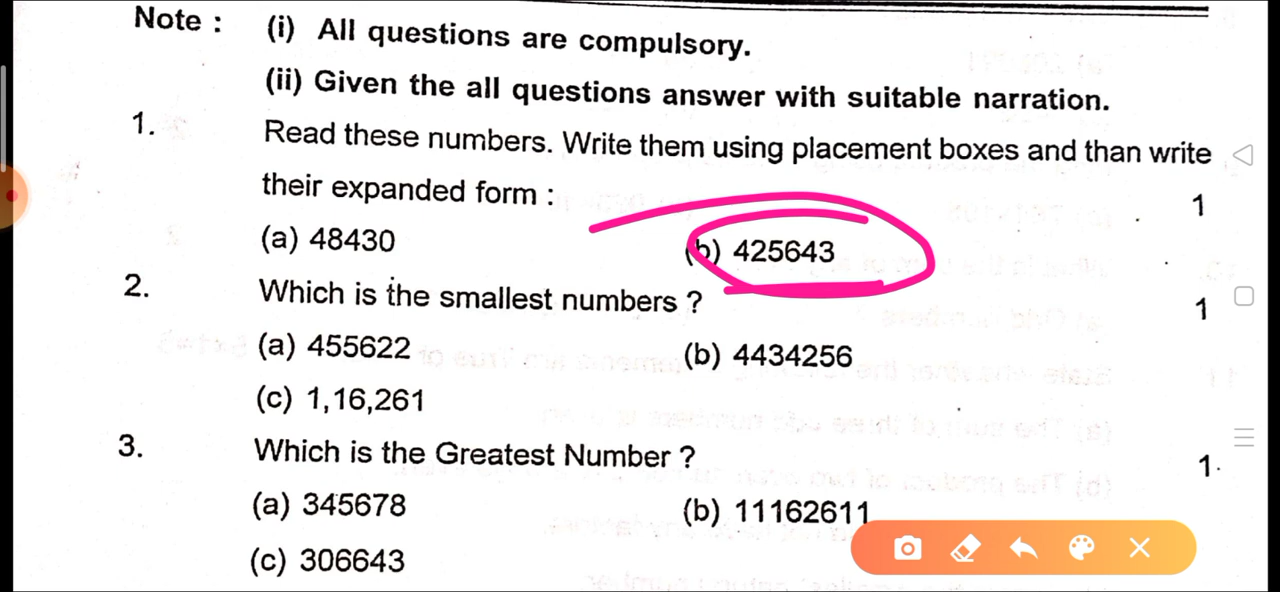 Note : (i) All questions are compulsory.
(ii) Given the all questions answer with suitable narration.
1. Read these numbers. Write them using placement boxes and than write
their expanded form : 1
(a) 48430 (b) 425643
2. Which is the smallest numbers ? 1
(a) 455622 (b) 4434256
(c) 1,16,261
3. Which is the Greatest Number ? 1
(a) 345678 (b) 11162611
(c) 306643